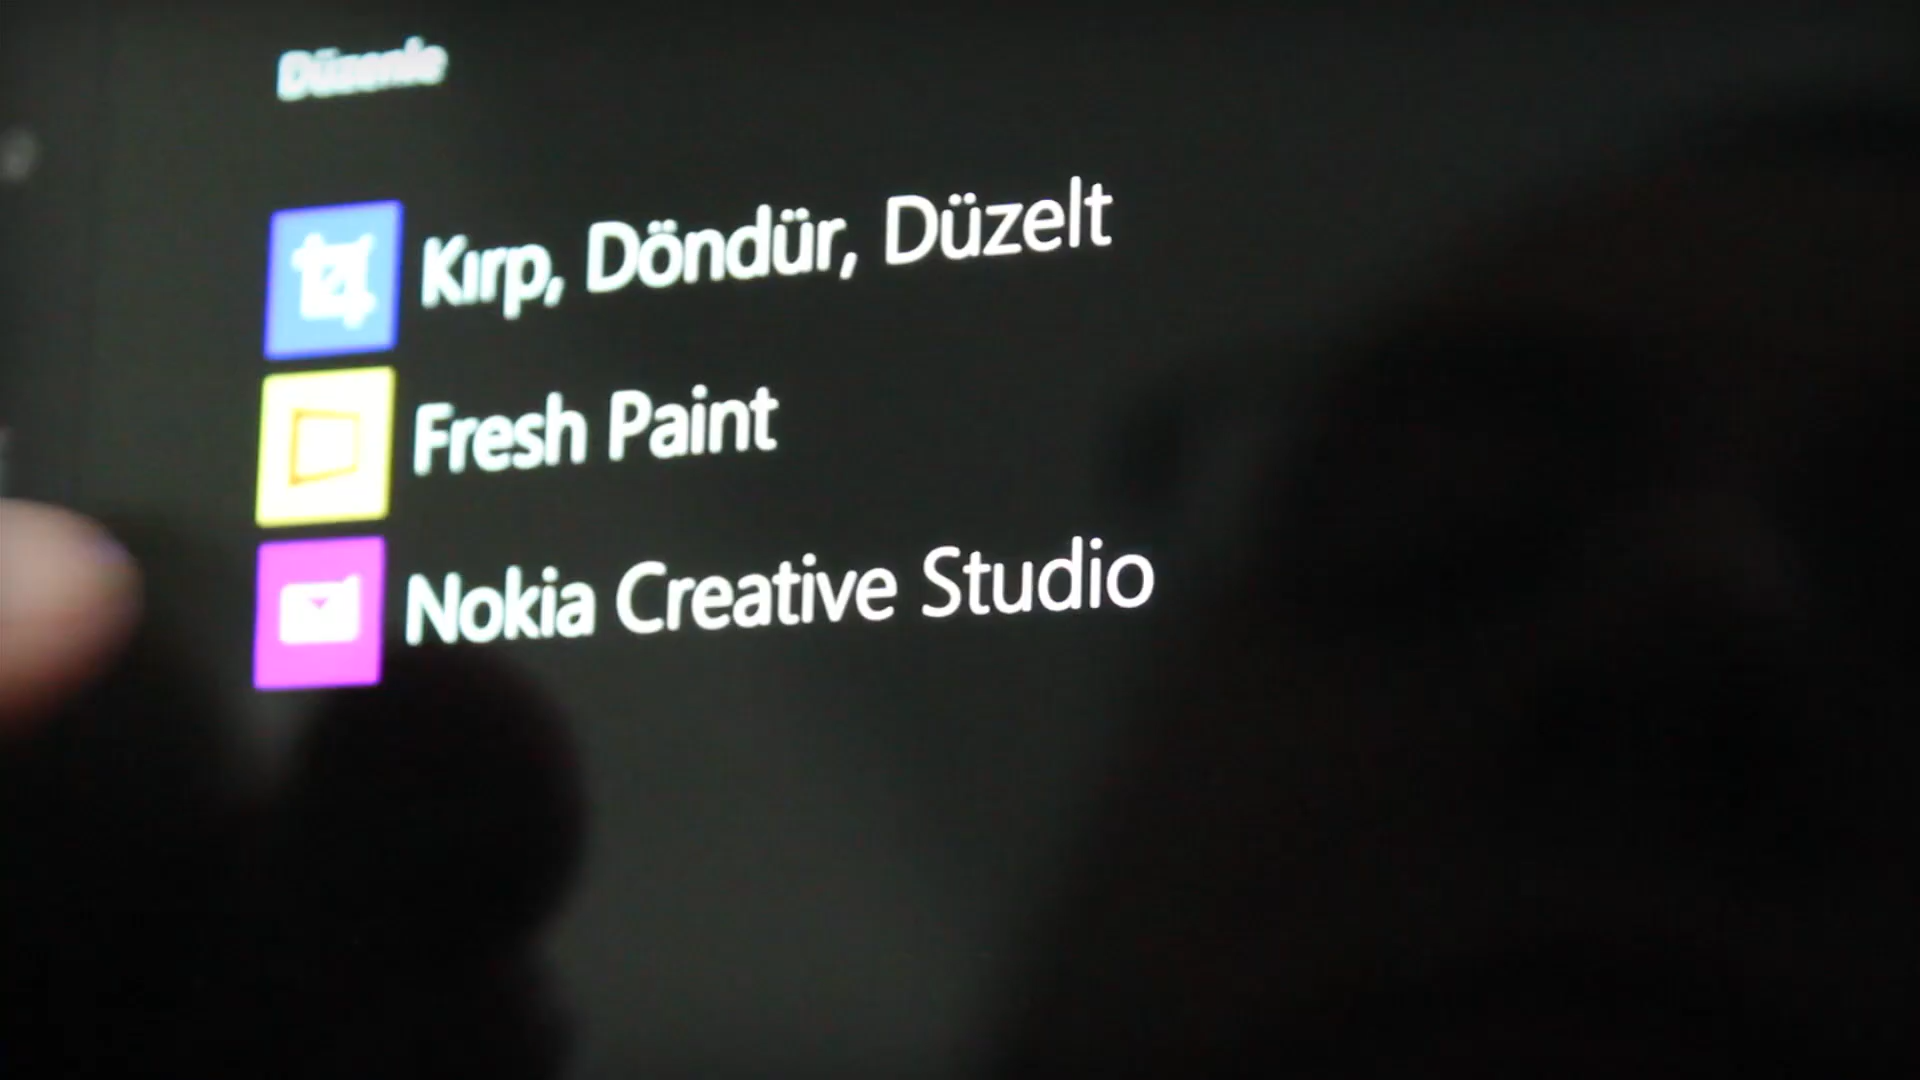 Düzenle
Kırp, Döndür, Düzelt
Fresh Paint
Nokia Creative Studio